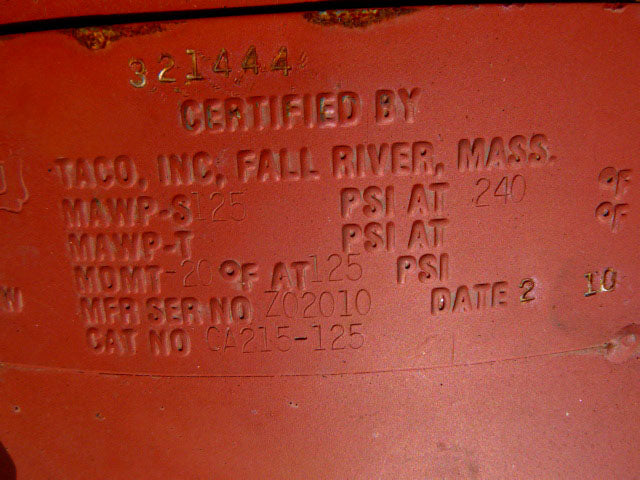 321444
CERTIFIED BY
TACO, INC, FALL RIVER, MASS.
MAWP-S 125 PSI AT 240 °F
MAWP-T PSI AT °F
MDMT -20 °F AT 125 PSI
W MFR SER NO Z02010 DATE 2 10
CAT NO CA215-125